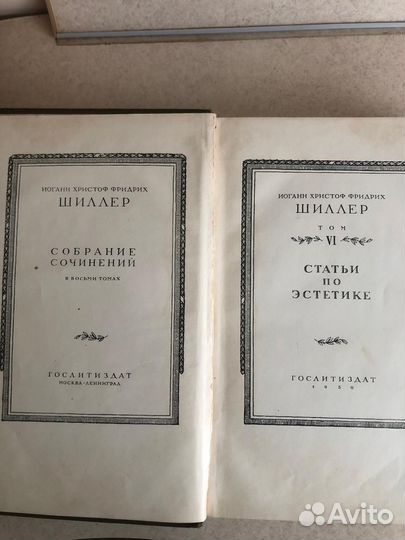 ИОГАНН ХРИСТОФ ФРИДРИХ
ШИЛЛЕР
СОБРАНИЕ
СОЧИНЕНИЙ
В ВОСЬМИ ТОМАХ
ГОСЛИТИЗДАТ
МОСКВА-ЛЕНИНГРАД
ИОГАНН ХРИСТОФ ФРИДРИХ
ШИЛЛЕР
ТОМ
VI
СТАТЬИ
ПО
ЭСТЕТИКЕ
ГОСЛИТИЗДАТ
1950
Avito